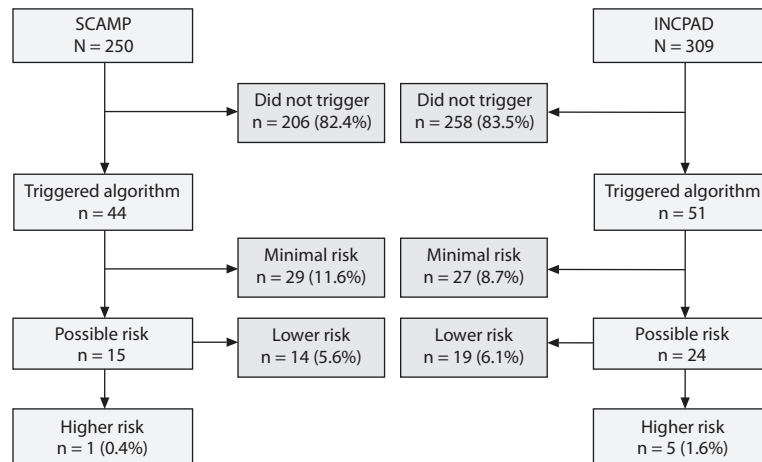 SCAMP
N = 250
INCPAD
N = 309
Did not trigger
n = 206 (82.4%)
Did not trigger
n = 258 (83.5%)
Triggered algorithm
n = 44
Triggered algorithm
n = 51
Minimal risk
n = 29 (11.6%)
Minimal risk
n = 27 (8.7%)
Possible risk
n = 15
Lower risk
n = 14 (5.6%)
Lower risk
n = 19 (6.1%)
Possible risk
n = 24
Higher risk
n = 1 (0.4%)
Higher risk
n = 5 (1.6%)